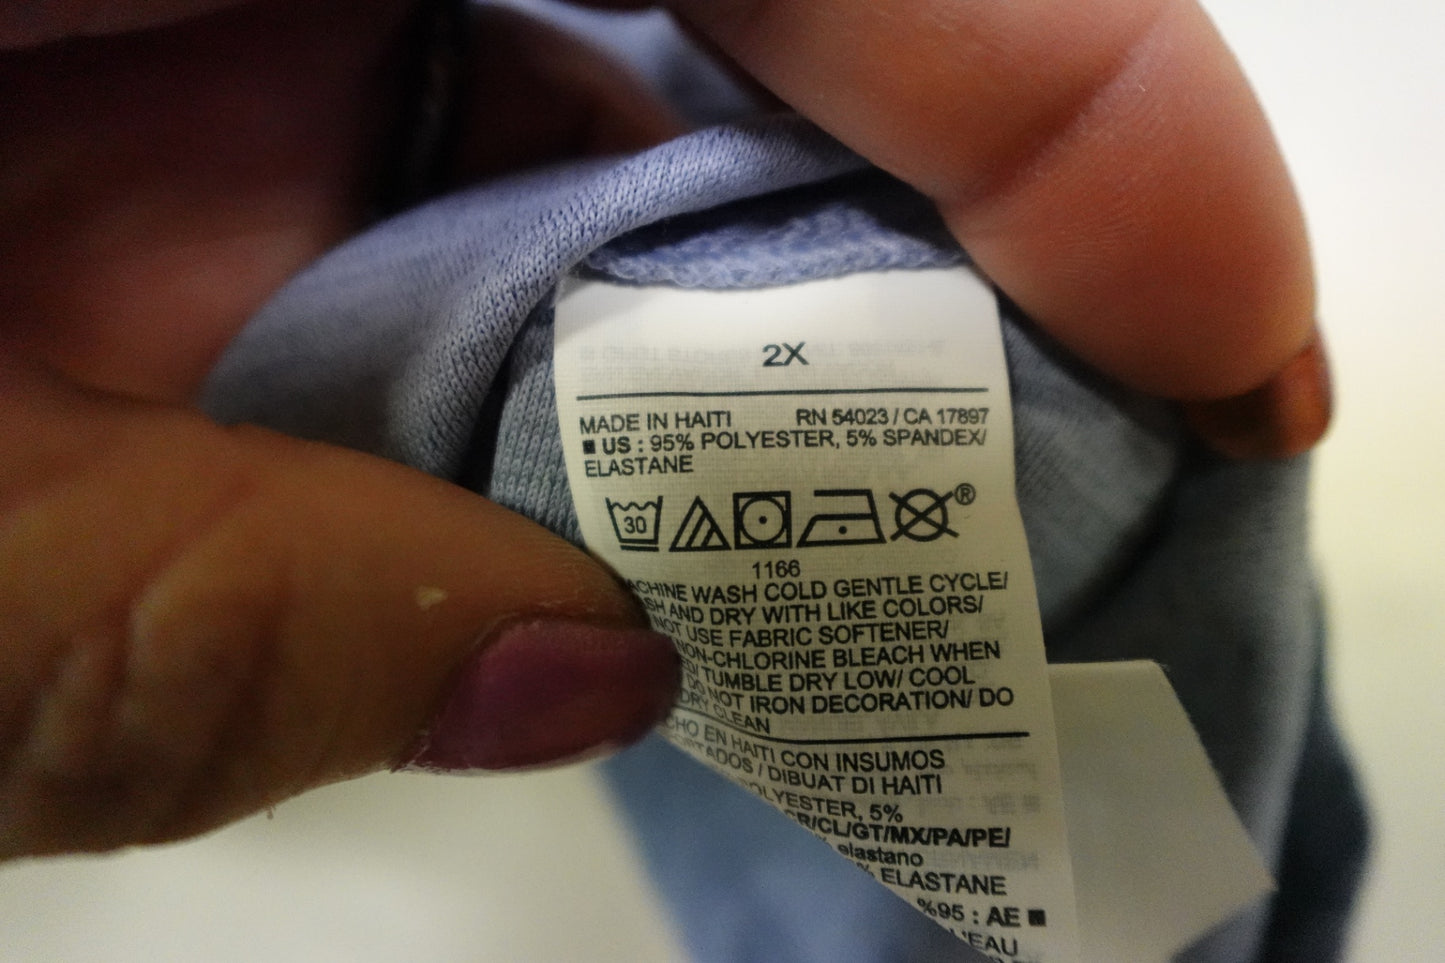 2X
MADE IN HAITI RN 54023 / CA 17897
■ US : 95% POLYESTER, 5% SPANDEX/
ELASTANE
30 ®
1166
WASH COLD GENTLE CYCLE/
AND DRY WITH LIKE COLORS/
NOT USE FABRIC SOFTENER/
NON-CHLORINE BLEACH WHEN
TUMBLE DRY LOW/ COOL
DO NOT IRON DECORATION/ DO
DRY CLEAN
EN HAITI CON INSUMOS
/ DIBUAT DI HAITI
POLYESTER, 5%
/CL/GT/MX/PA/PE/
elastano
% ELASTANE
%95 : AE ■
L'EAU